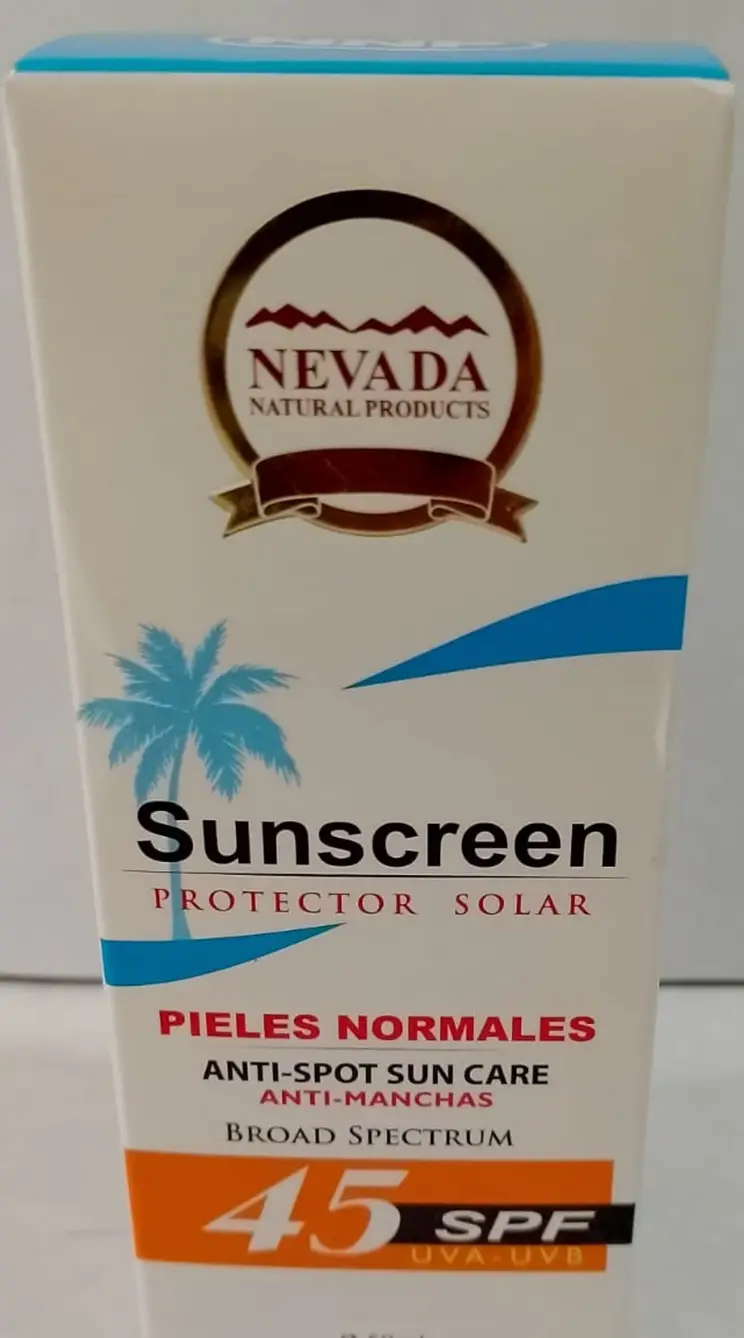 NNP
NEVADA
NATURAL PRODUCTS
Sunscreen
PROTECTOR SOLAR
PIELES NORMALES
ANTI-SPOT SUN CARE
ANTI-MANCHAS
BROAD SPECTRUM
45 SPF
UVA-UVB